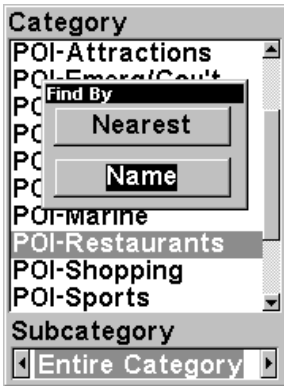 Category
POI-Attractions
POI-Emerg/Gov't
Find By
Nearest
Name
POI-Marine
POI-Restaurants
POI-Shopping
POI-Sports
Subcategory
Entire Category